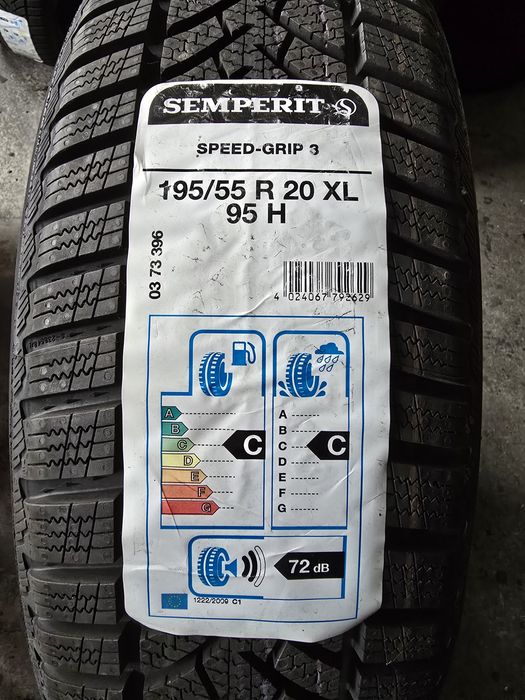 SEMPERIT
SPEED-GRIP 3
195/55 R 20 XL
95 H
03 73 396
4 024067 792629
A
B
C
D
E
F
G
C
A
B
C
D
E
F
G
C
72 dB
1222/2009 C1